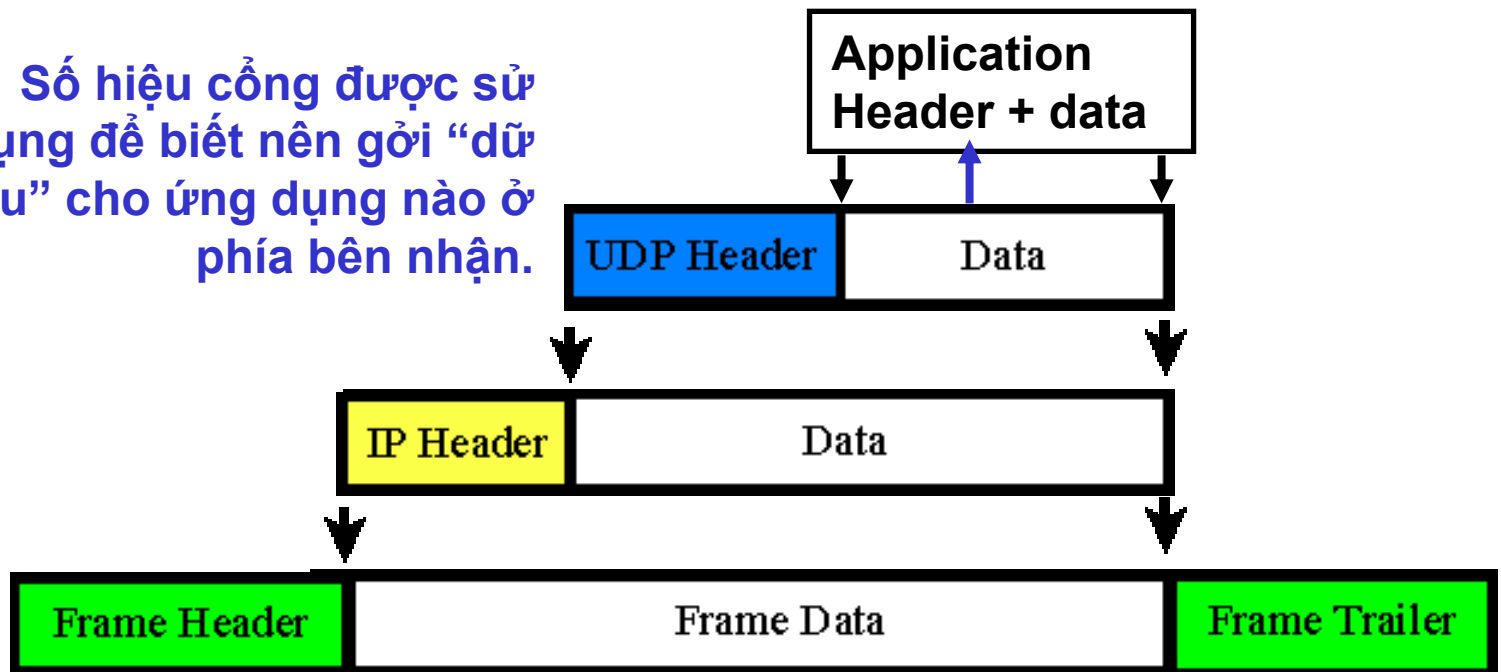 Số hiệu cổng được sử
để biết nên gởi “dữ
cho ứng dụng nào ở
phía bên nhận.
Application
Header + data
UDP Header
Data
IP Header
Data
Frame Header
Frame Data
Frame Trailer